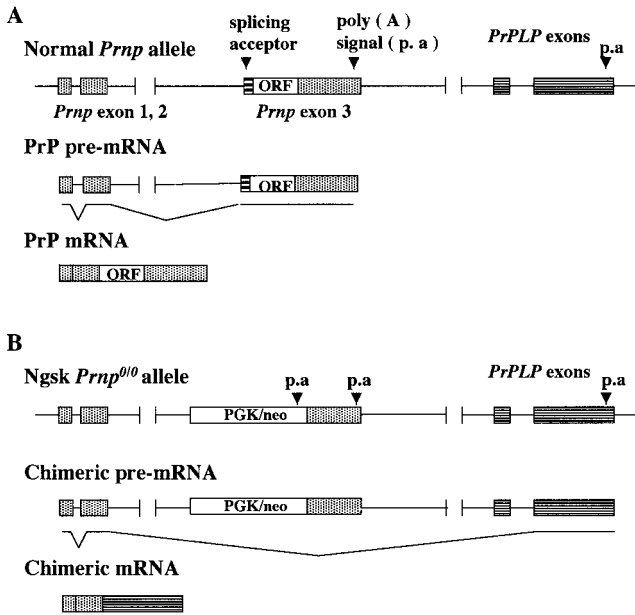 A
splicing acceptor
poly ( A ) signal ( p. a )
Normal Prnp allele
PrPLP exons
p.a
ORF
Prnp exon 1, 2
Prnp exon 3
PrP pre-mRNA
ORF
PrP mRNA
ORF
B
Ngsk Prnp0/0 allele
p.a
p.a
PrPLP exons
p.a
PGK/neo
Chimeric pre-mRNA
PGK/neo
Chimeric mRNA